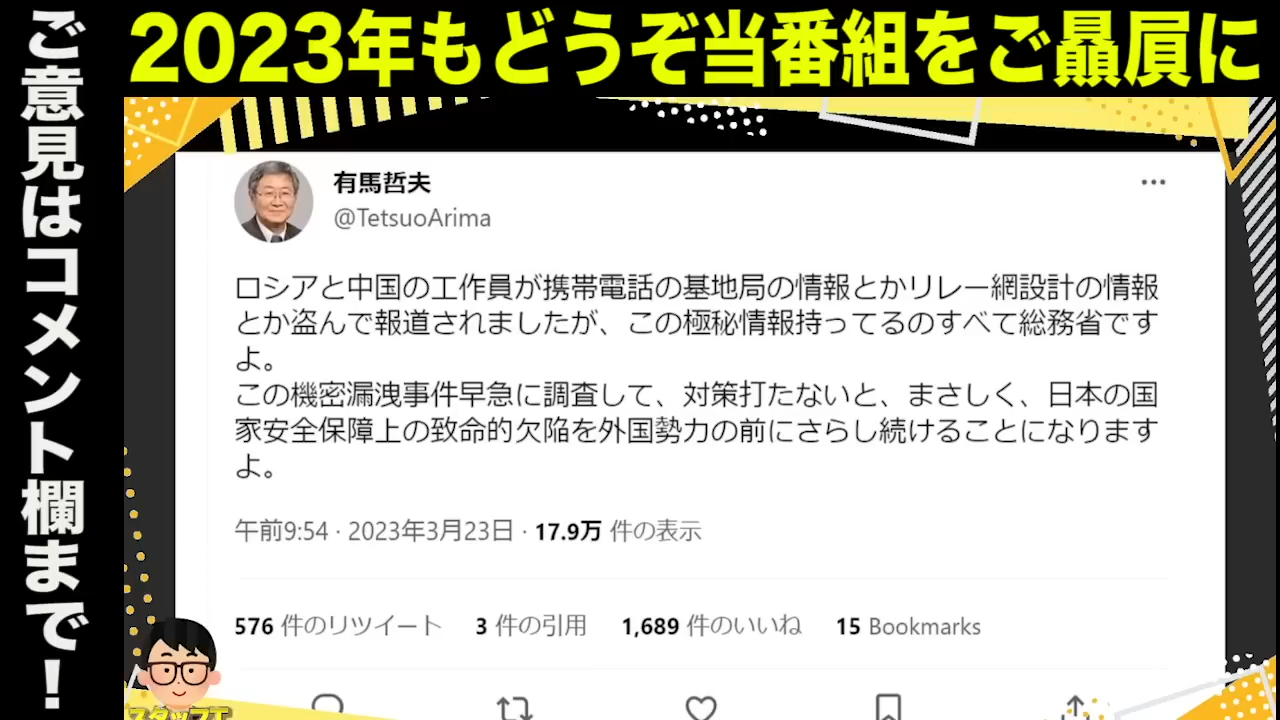 2023年もどうぞ当番組をご贔屓に
ご意見はコメント欄まで！
有馬哲夫
@TetsuoArima
ロシアと中国の工作員が携帯電話の基地局の情報とかリレー網設計の情報
とか盗んで報道されましたが、この極秘情報持ってるのすべて総務省です
よ。
この機密漏洩事件早急に調査して、対策打たないと、まさしく、日本の国
家安全保障上の致命的欠陥を外国勢力の前にさらし続けることになります
よ。
午前9:54 · 2023年3月23日 · 17.9万 件の表示
576 件のリツイート 3 件の引用 1,689 件のいいね 15 Bookmarks
スタッフT